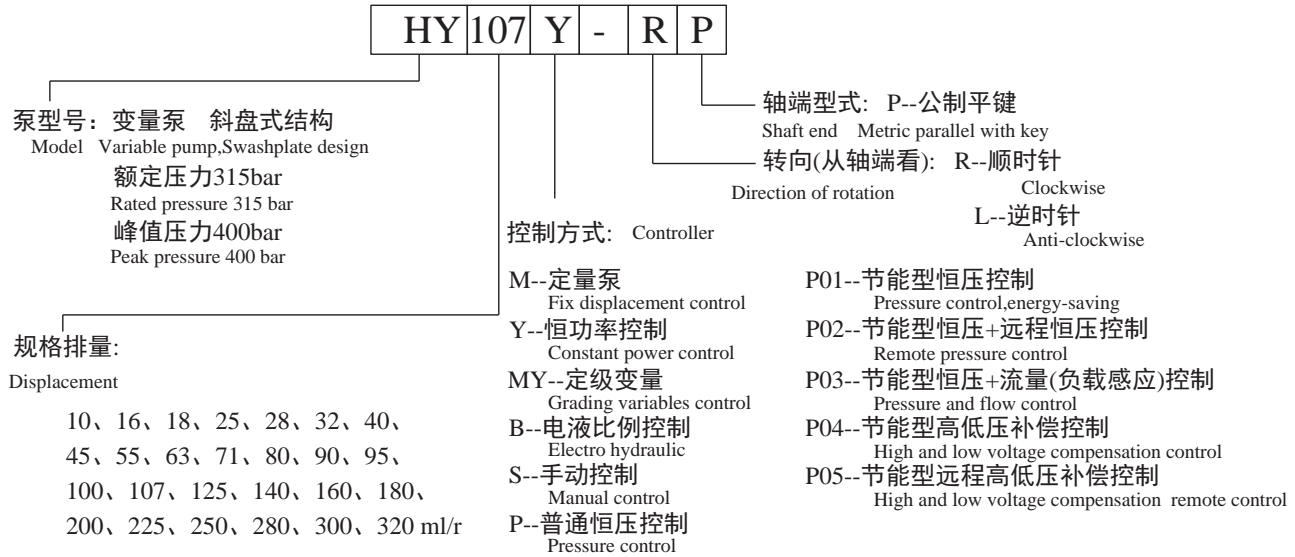 HY 107 Y - R P
泵型号：变量泵 斜盘式结构
Model Variable pump,Swashplate design
额定压力315bar
Rated pressure 315 bar
峰值压力400bar
Peak pressure 400 bar
轴端型式: P--公制平键
Shaft end Metric parallel with key
转向(从轴端看): R--顺时针
Direction of rotation Clockwise
L--逆时针
Anti-clockwise
规格排量:
Displacement
10、16、18、25、28、32、40、
45、55、63、71、80、90、95、
100、107、125、140、160、180、
200、225、250、280、300、320 ml/r
控制方式: Controller
M--定量泵
Fix displacement control
Y--恒功率控制
Constant power control
MY--定级变量
Grading variables control
B--电液比例控制
Electro hydraulic
S--手动控制
Manual control
P--普通恒压控制
Pressure control
P01--节能型恒压控制
Pressure control,energy-saving
P02--节能型恒压+远程恒压控制
Remote pressure control
P03--节能型恒压+流量(负载感应)控制
Pressure and flow control
P04--节能型高低压补偿控制
High and low voltage compensation control
P05--节能型远程高低压补偿控制
High and low voltage compensation remote control